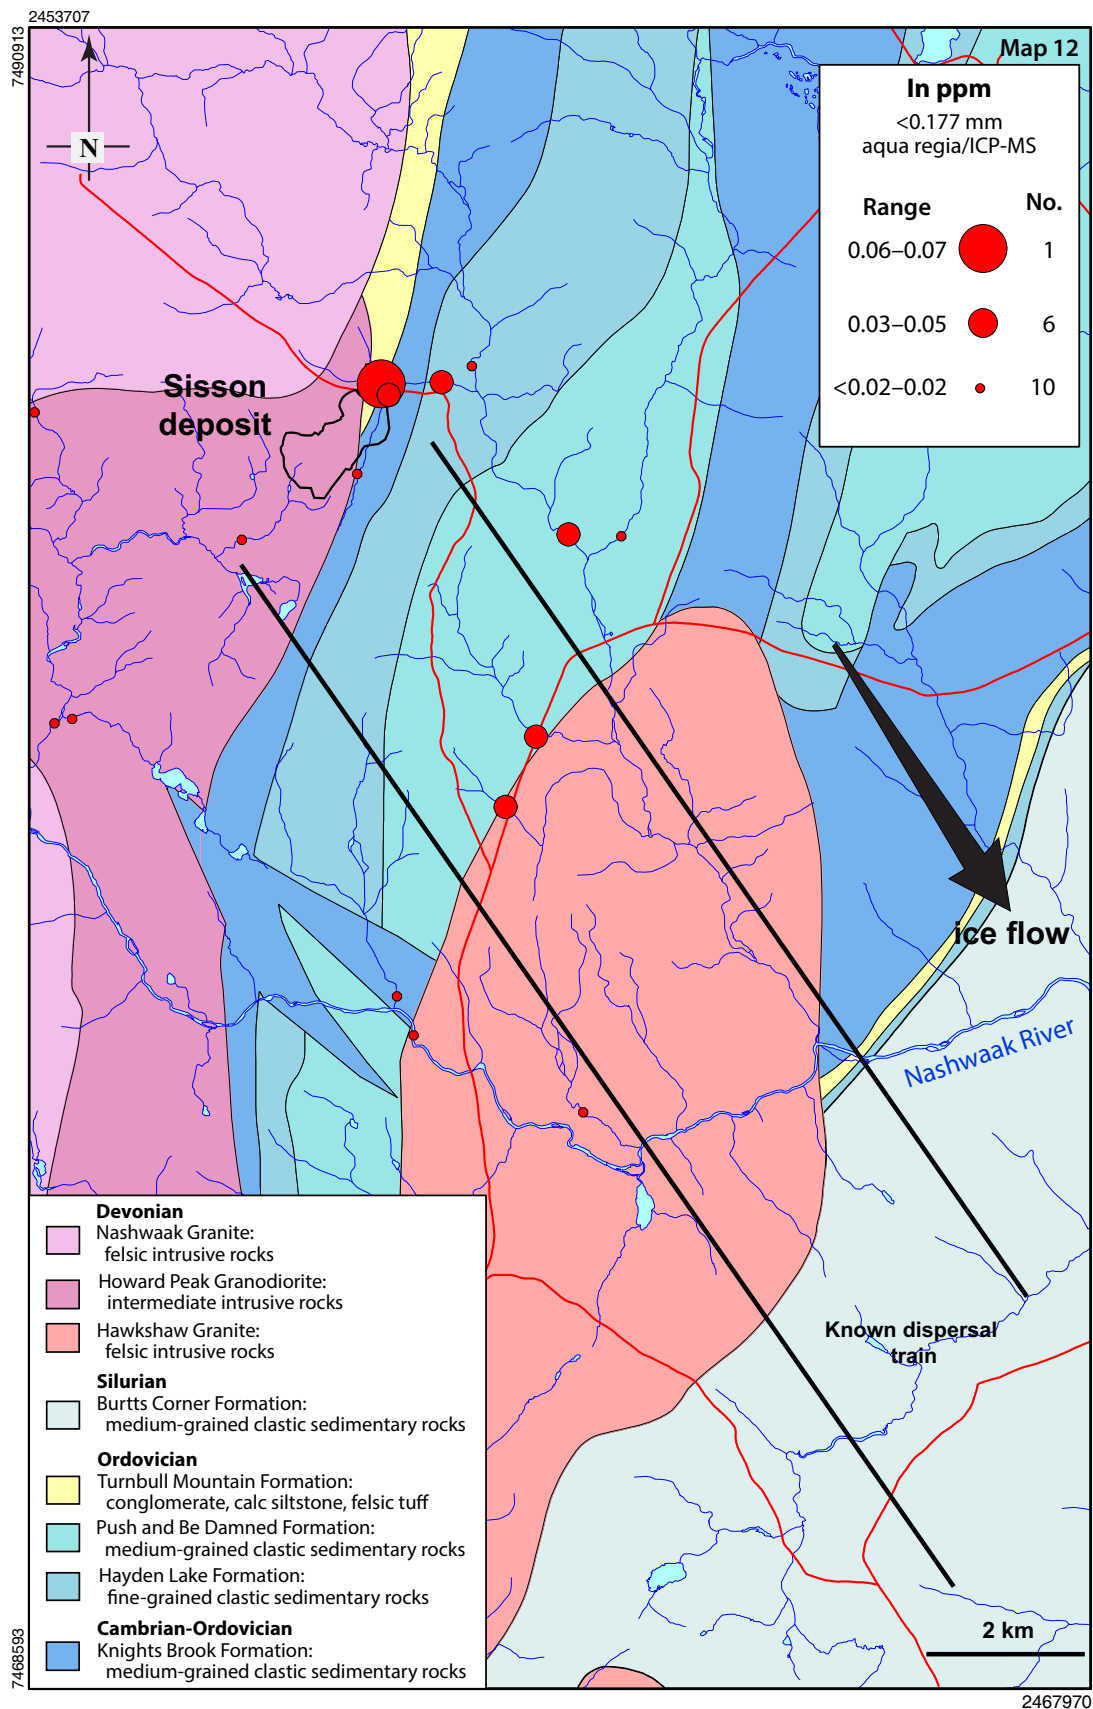 2453707
7490913
Map 12
In ppm
<0.177 mm
aqua regia/ICP-MS
Range No.
0.06–0.07 1
0.03–0.05 6
<0.02–0.02 10
N
Sisson
deposit
ice flow
Nashwaak River
Known dispersal
train
Devonian
Nashwaak Granite:
felsic intrusive rocks
Howard Peak Granodiorite:
intermediate intrusive rocks
Hawkshaw Granite:
felsic intrusive rocks
Silurian
Burtts Corner Formation:
medium-grained clastic sedimentary rocks
Ordovician
Turnbull Mountain Formation:
conglomerate, calc siltstone, felsic tuff
Push and Be Damned Formation:
medium-grained clastic sedimentary rocks
Hayden Lake Formation:
fine-grained clastic sedimentary rocks
Cambrian-Ordovician
Knights Brook Formation:
medium-grained clastic sedimentary rocks
2 km
7468593
2467970